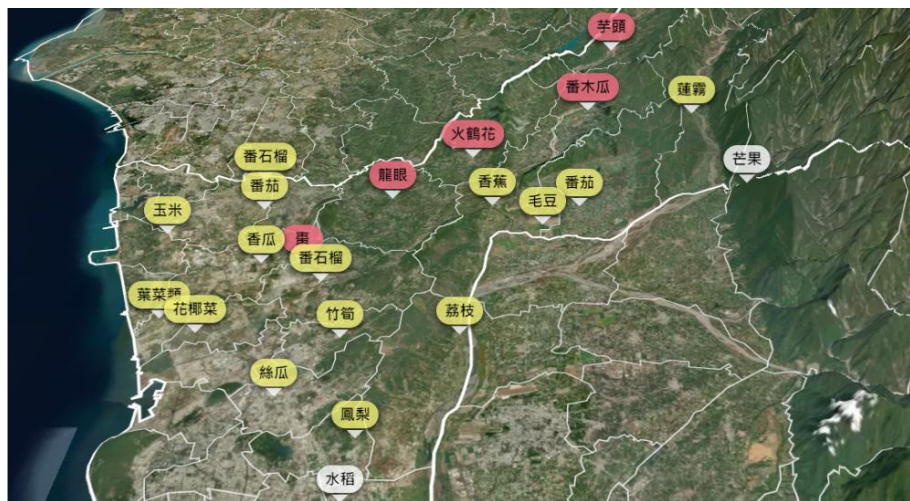 芋頭
番木瓜
蓮霧
火鶴花
番石榴
芒果
龍眼
番茄
香蕉
番茄
毛豆
玉米
香瓜
棗
番石榴
葉菜類
花椰菜
竹筍
荔枝
絲瓜
鳳梨
水稻